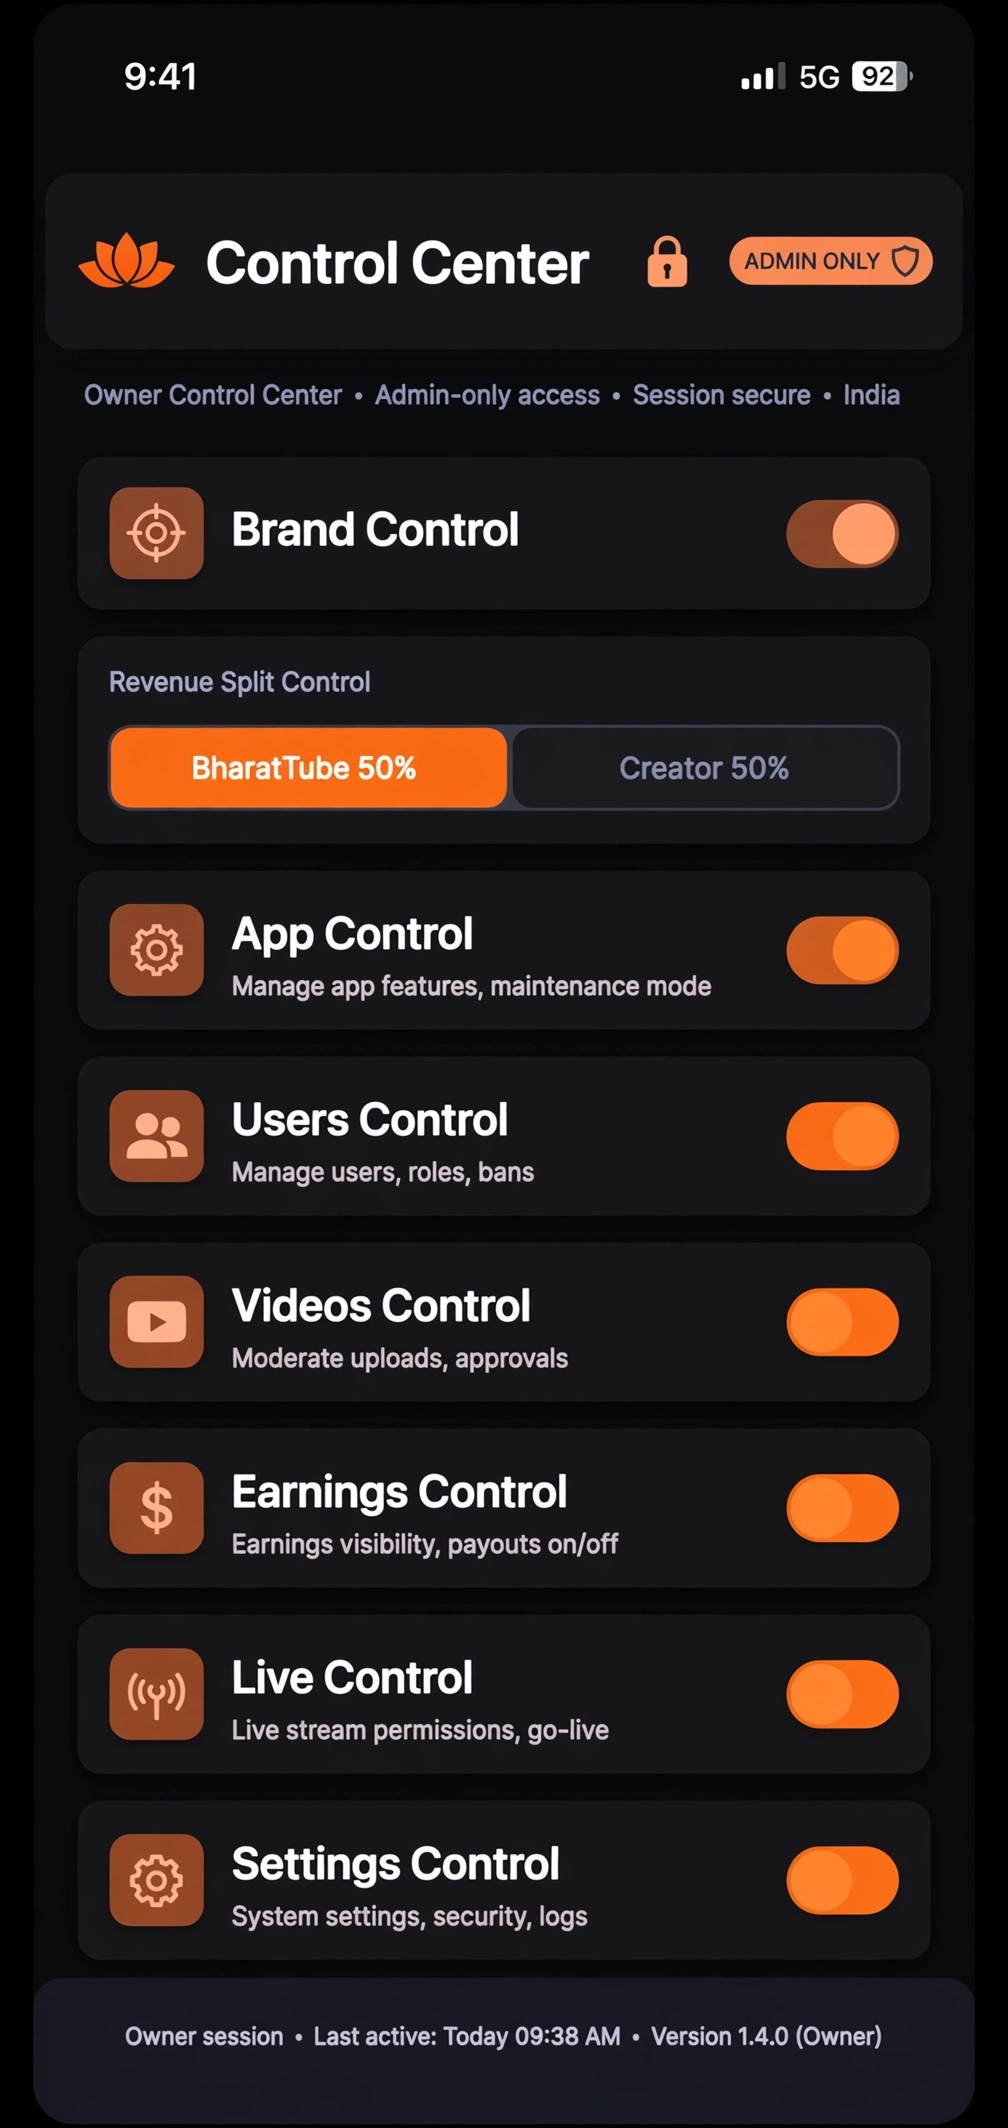 9:41 5G 92
Control Center ADMIN ONLY
Owner Control Center • Admin-only access • Session secure • India
Brand Control
Revenue Split Control
BharatTube 50% Creator 50%
App Control
Manage app features, maintenance mode
Users Control
Manage users, roles, bans
Videos Control
Moderate uploads, approvals
Earnings Control
Earnings visibility, payouts on/off
Live Control
Live stream permissions, go-live
Settings Control
System settings, security, logs
Owner session • Last active: Today 09:38 AM • Version 1.4.0 (Owner)